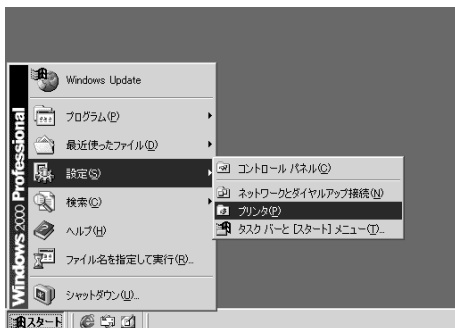 Windows Update
プログラム(P)
最近使ったファイル(D)
設定(S)
検索(C)
ヘルプ(H)
ファイル名を指定して実行(R)...
シャットダウン(U)...
コントロール パネル(C)
ネットワークとダイヤルアップ接続(N)
プリンタ(P)
タスク バーと [スタート] メニュー(T)...
Windows 2000 Professional
スタート